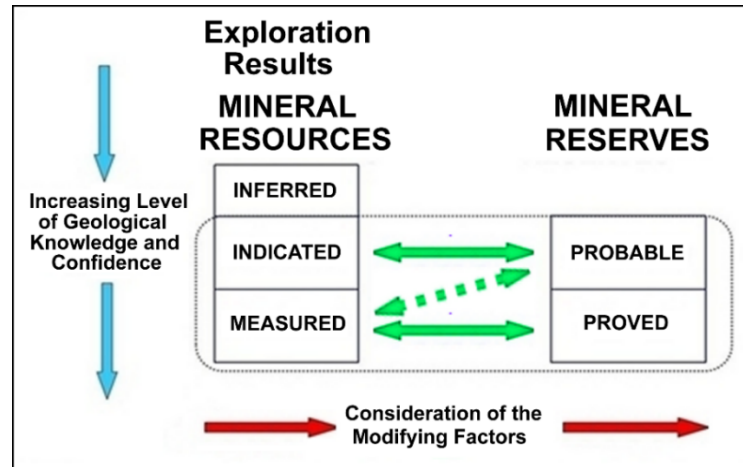 Exploration
Results
MINERAL
RESOURCES
MINERAL
RESERVES
INFERRED
Increasing Level
of Geological
Knowledge and
Confidence
INDICATED
PROBABLE
MEASURED
PROVED
Consideration of the
Modifying Factors